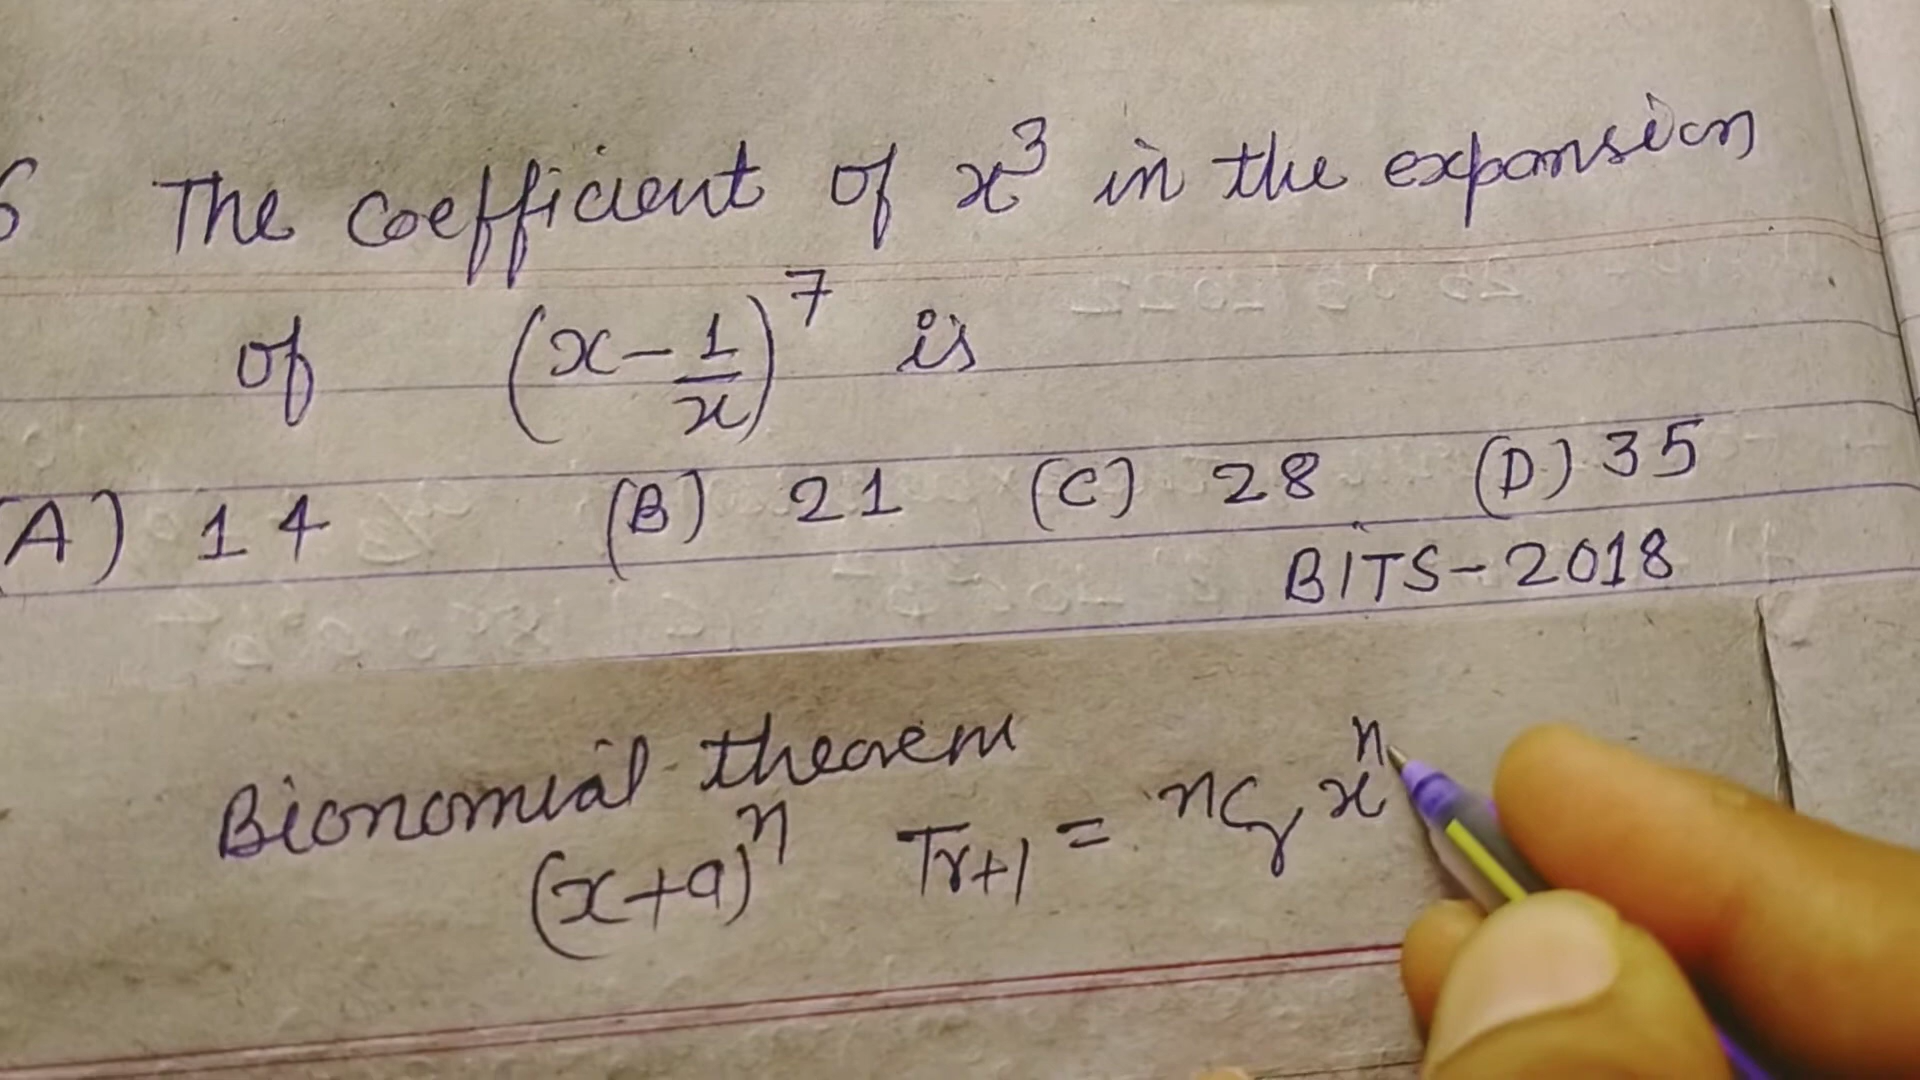 6 The coefficient of x³ in the expansion
of (x - 1/x)⁷ is
(A) 14 (B) 21 (C) 28 (D) 35
BITS-2018
Bionomial theorem
(x+a)ⁿ Tr+1 = ⁿCr xⁿ